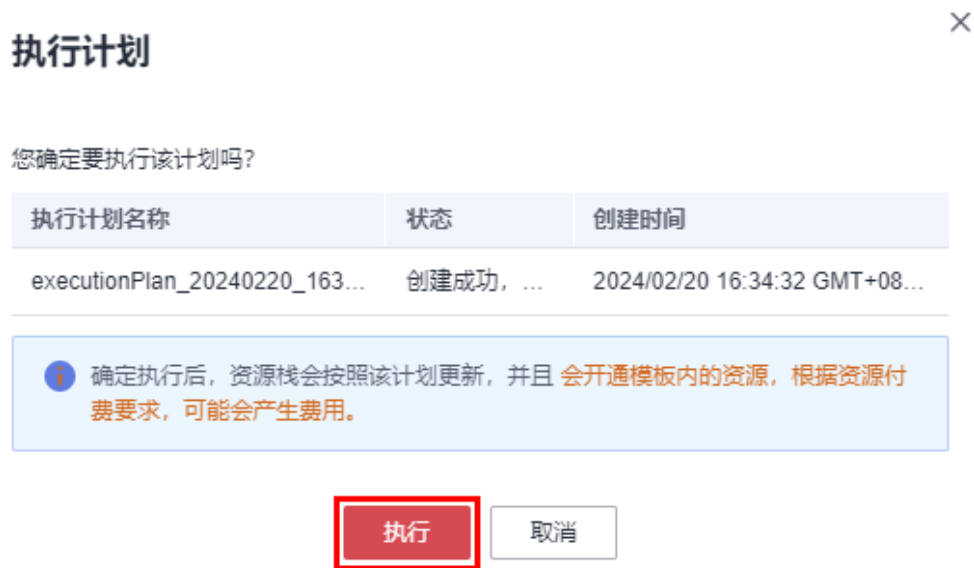 执行计划
您确定要执行该计划吗？
执行计划名称 状态 创建时间
executionPlan_20240220_163... 创建成功，... 2024/02/20 16:34:32 GMT+08...
确定执行后，资源栈会按照该计划更新，并且 会开通模板内的资源，根据资源付
费要求，可能会产生费用。
执行 取消